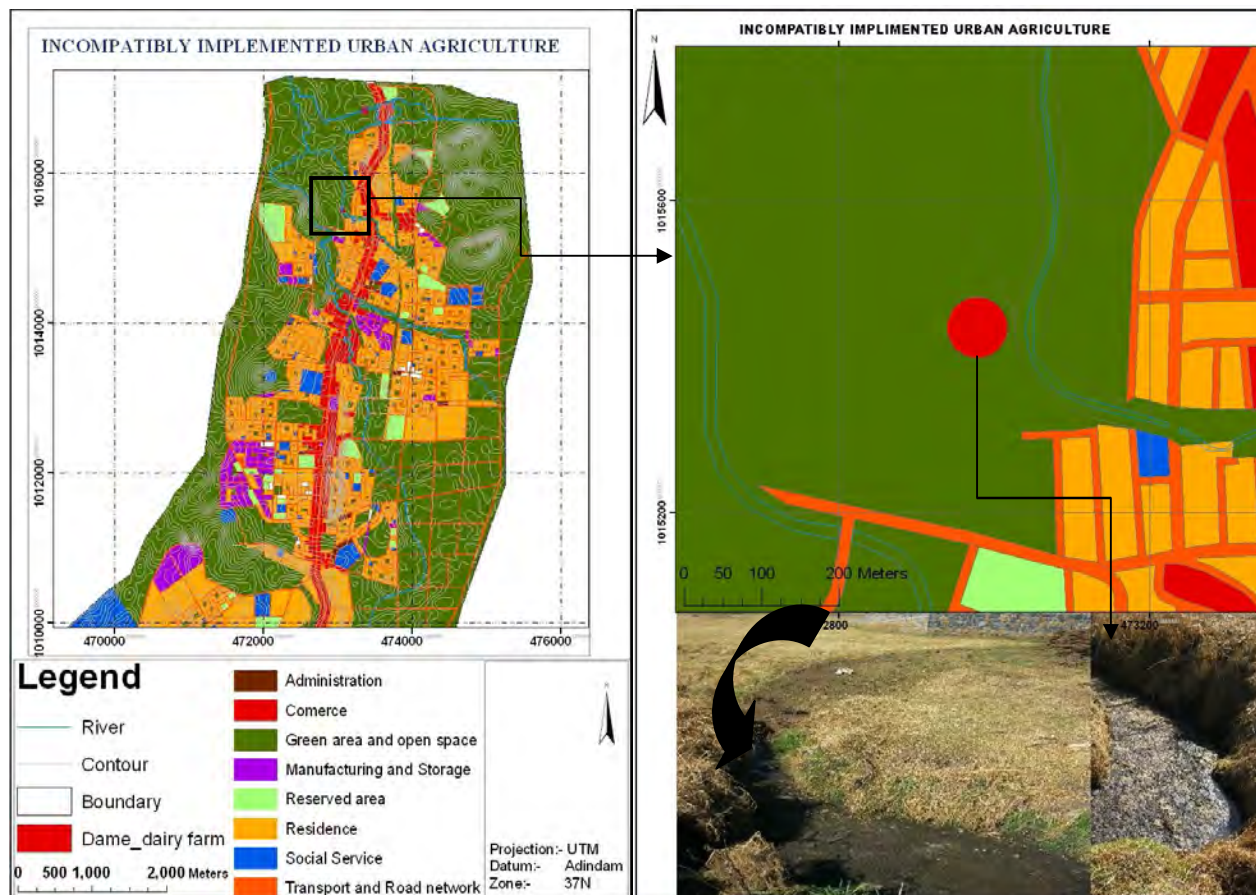 INCOMPATIBLY IMPLEMENTED URBAN AGRICULTURE
1016000
1014000
1012000
1010000
470000 472000 474000 476000
Legend
River
Contour
Boundary
Dame_dairy farm
0 500 1,000 2,000 Meters
Administration
Comerce
Green area and open space
Manufacturing and Storage
Reserved area
Residence
Social Service
Transport and Road network
N
Projection:- UTM
Datum:- Adindam
Zone:- 37N
INCOMPATIBLY IMPLIMENTED URBAN AGRICULTURE
N
1015600
1015200
0 50 100 200 Meters
2800 473200